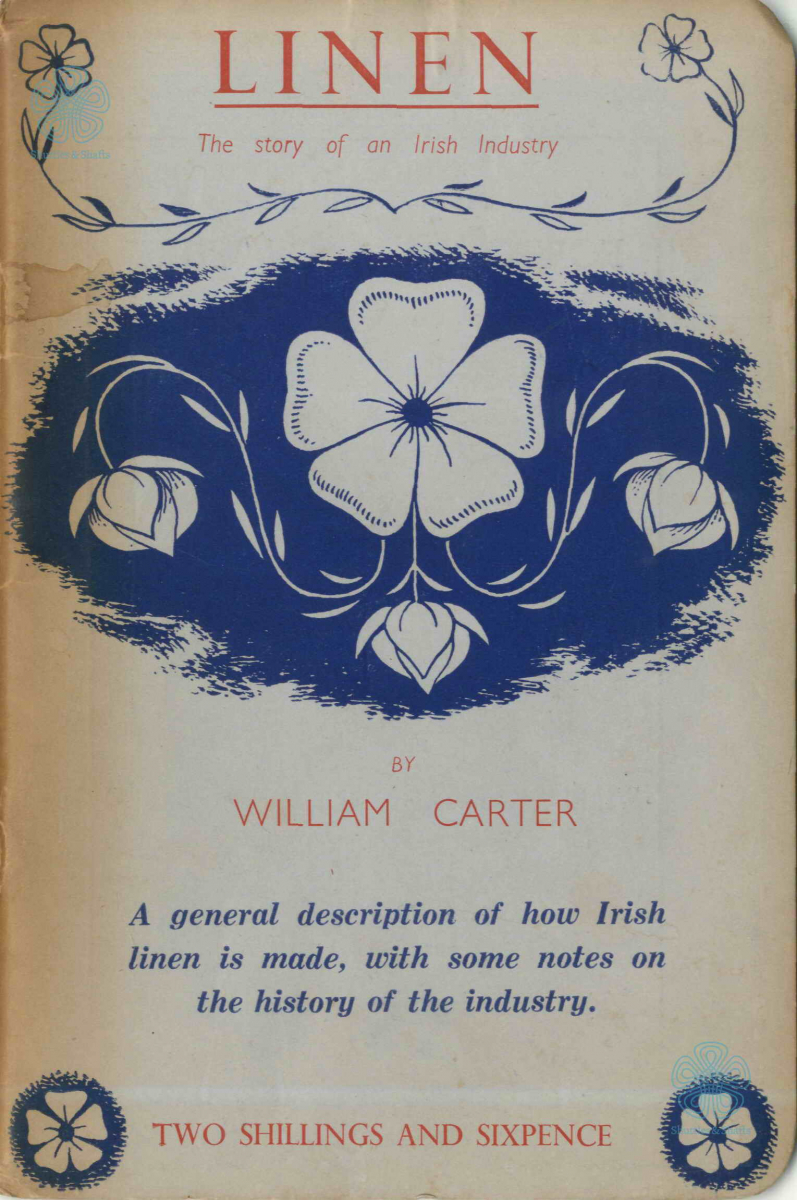 LINEN
The story of an Irish Industry
BY
WILLIAM CARTER
A general description of how Irish
linen is made, with some notes on
the history of the industry.
TWO SHILLINGS AND SIXPENCE